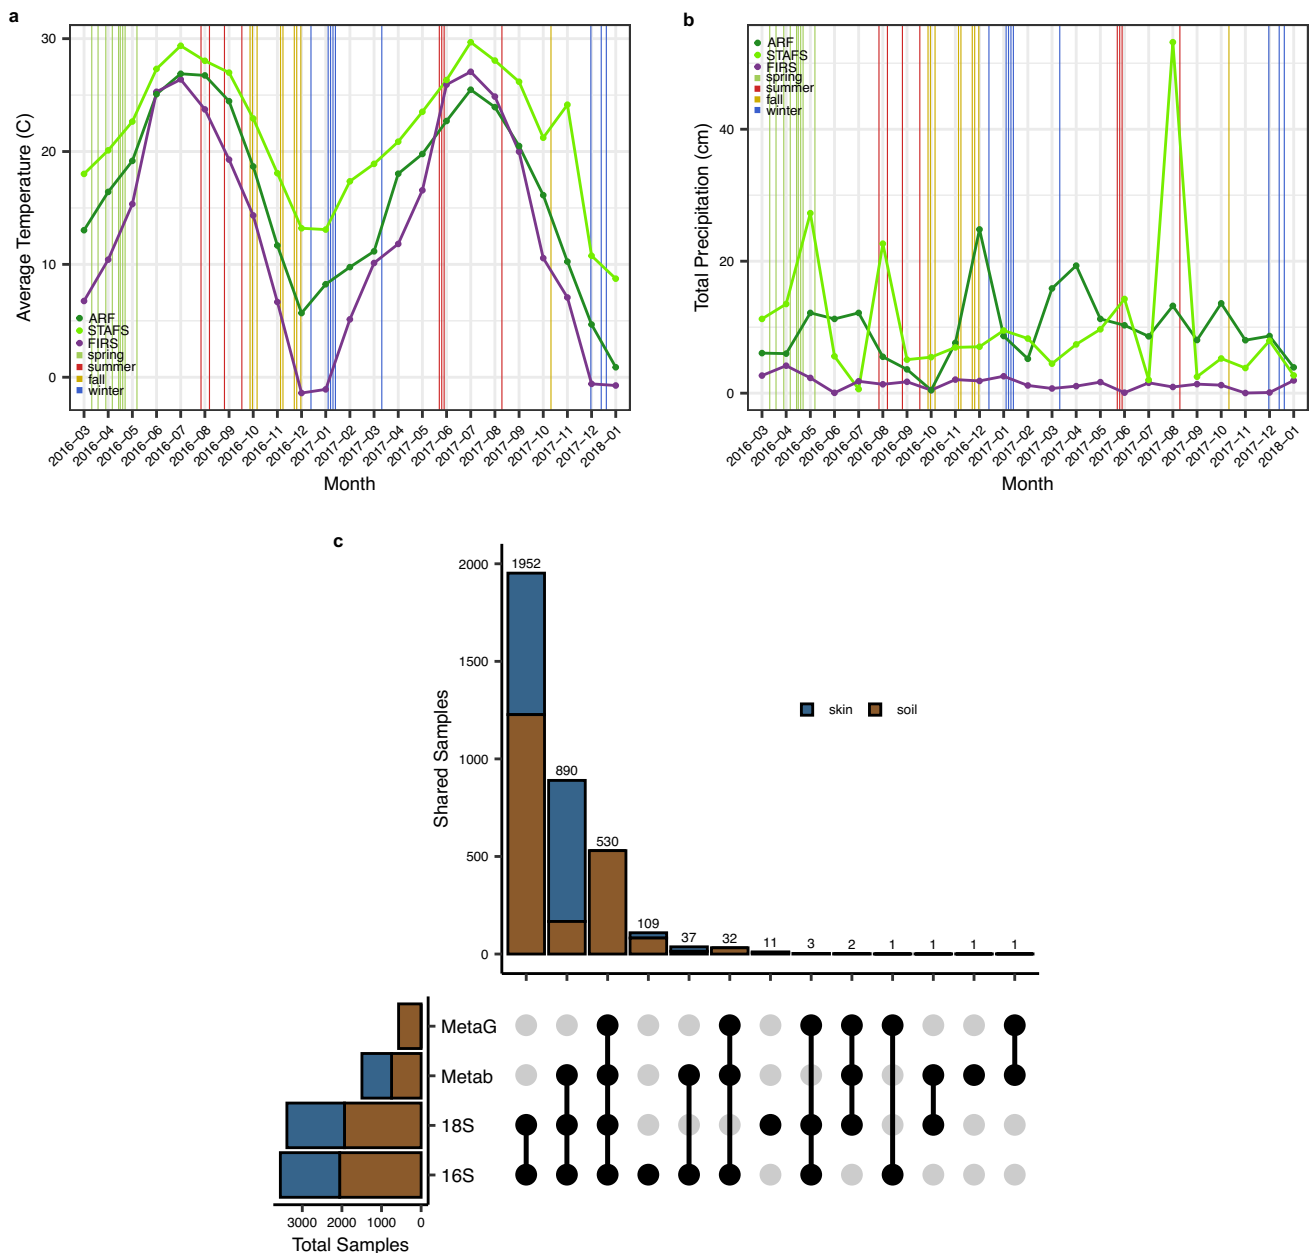 a
30
20
10
0
Average Temperature (C)
ARF
STAFS
FIRS
spring
summer
fall
winter
2016−03
2016−04
2016−05
2016−06
2016−07
2016−08
2016−09
2016−10
2016−11
2016−12
2017−01
2017−02
2017−03
2017−04
2017−05
2017−06
2017−07
2017−08
2017−09
2017−10
2017−11
2017−12
2018−01
Month
b
40
20
0
Total Precipitation (cm)
ARF
STAFS
FIRS
spring
summer
fall
winter
2016−03
2016−04
2016−05
2016−06
2016−07
2016−08
2016−09
2016−10
2016−11
2016−12
2017−01
2017−02
2017−03
2017−04
2017−05
2017−06
2017−07
2017−08
2017−09
2017−10
2017−11
2017−12
2018−01
Month
c
2000
1500
1000
500
0
Shared Samples
1952
890
530
109
37
32
11
3
2
1
1
1
1
skin
soil
MetaG
Metab
18S
16S
3000 2000 1000 0
Total Samples